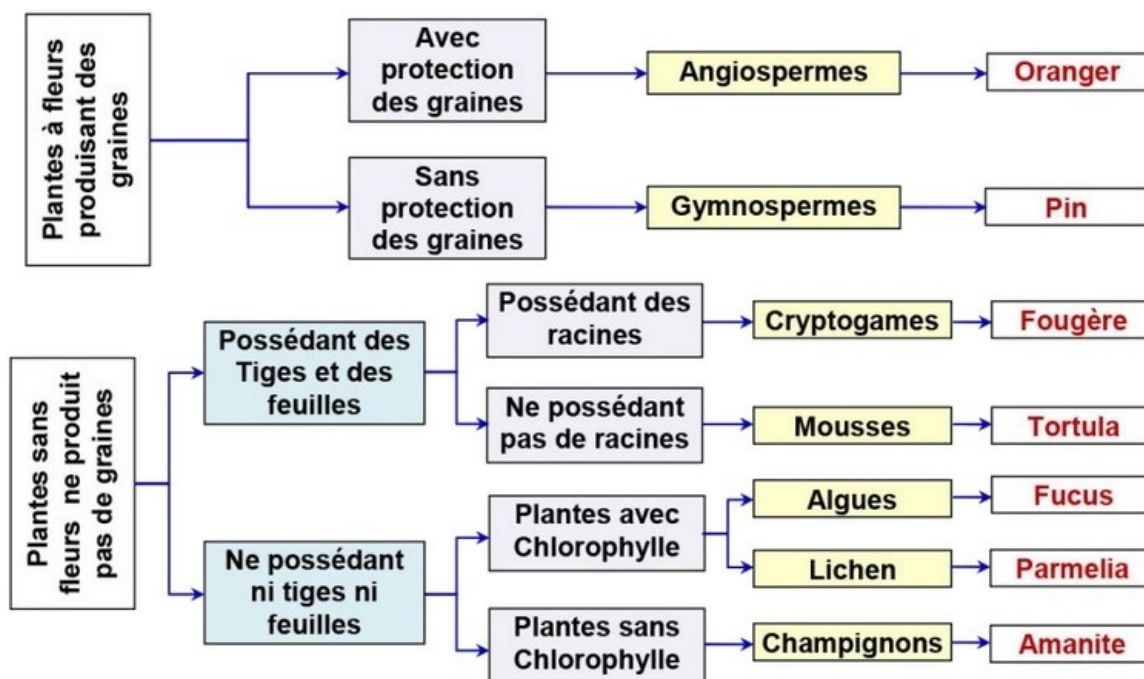 Plantes à fleurs
produisant des
graines
Avec
protection
des graines
Angiospermes
Oranger
Sans
protection
des graines
Gymnospermes
Pin
Plantes sans
fleurs ne produit
pas de graines
Possédant des
Tiges et des
feuilles
Possédant des
racines
Cryptogames
Fougère
Ne possédant
pas de racines
Mousses
Tortula
Ne possédant
ni tiges ni
feuilles
Plantes avec
Chlorophylle
Algues
Fucus
Lichen
Parmelia
Plantes sans
Chlorophylle
Champignons
Amanite